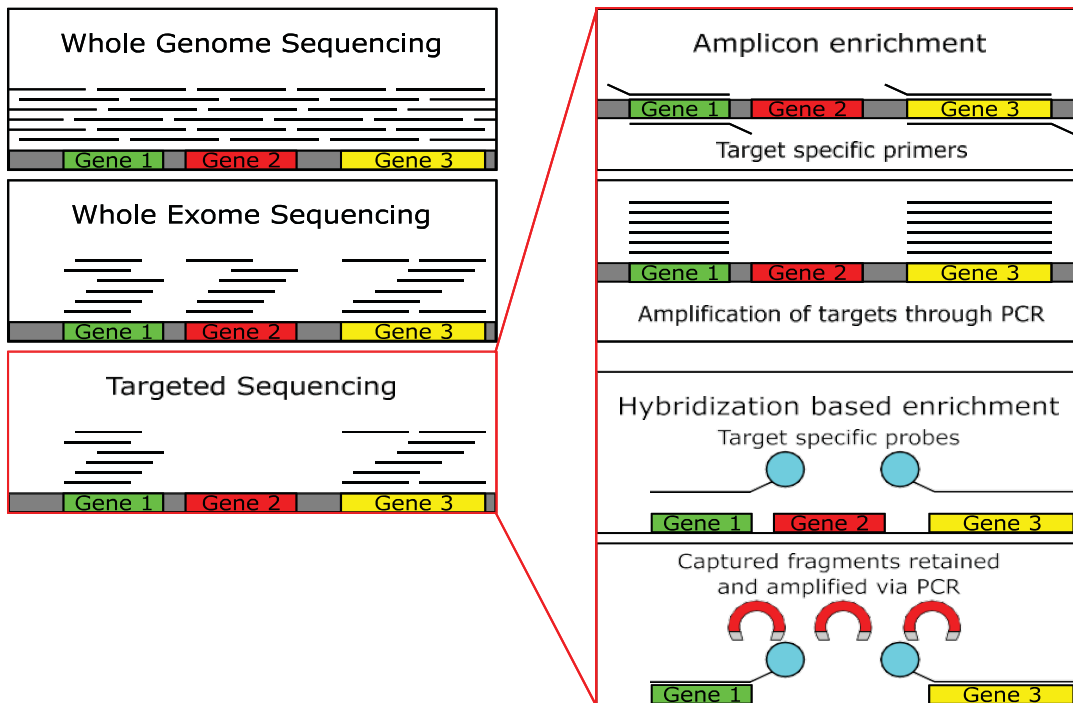 Whole Genome Sequencing
Gene 1 Gene 2 Gene 3
Whole Exome Sequencing
Gene 1 Gene 2 Gene 3
Targeted Sequencing
Gene 1 Gene 2 Gene 3
Amplicon enrichment
Gene 1 Gene 2 Gene 3
Target specific primers
Gene 1 Gene 2 Gene 3
Amplification of targets through PCR
Hybridization based enrichment
Target specific probes
Gene 1 Gene 2 Gene 3
Captured fragments retained
and amplified via PCR
Gene 1 Gene 3